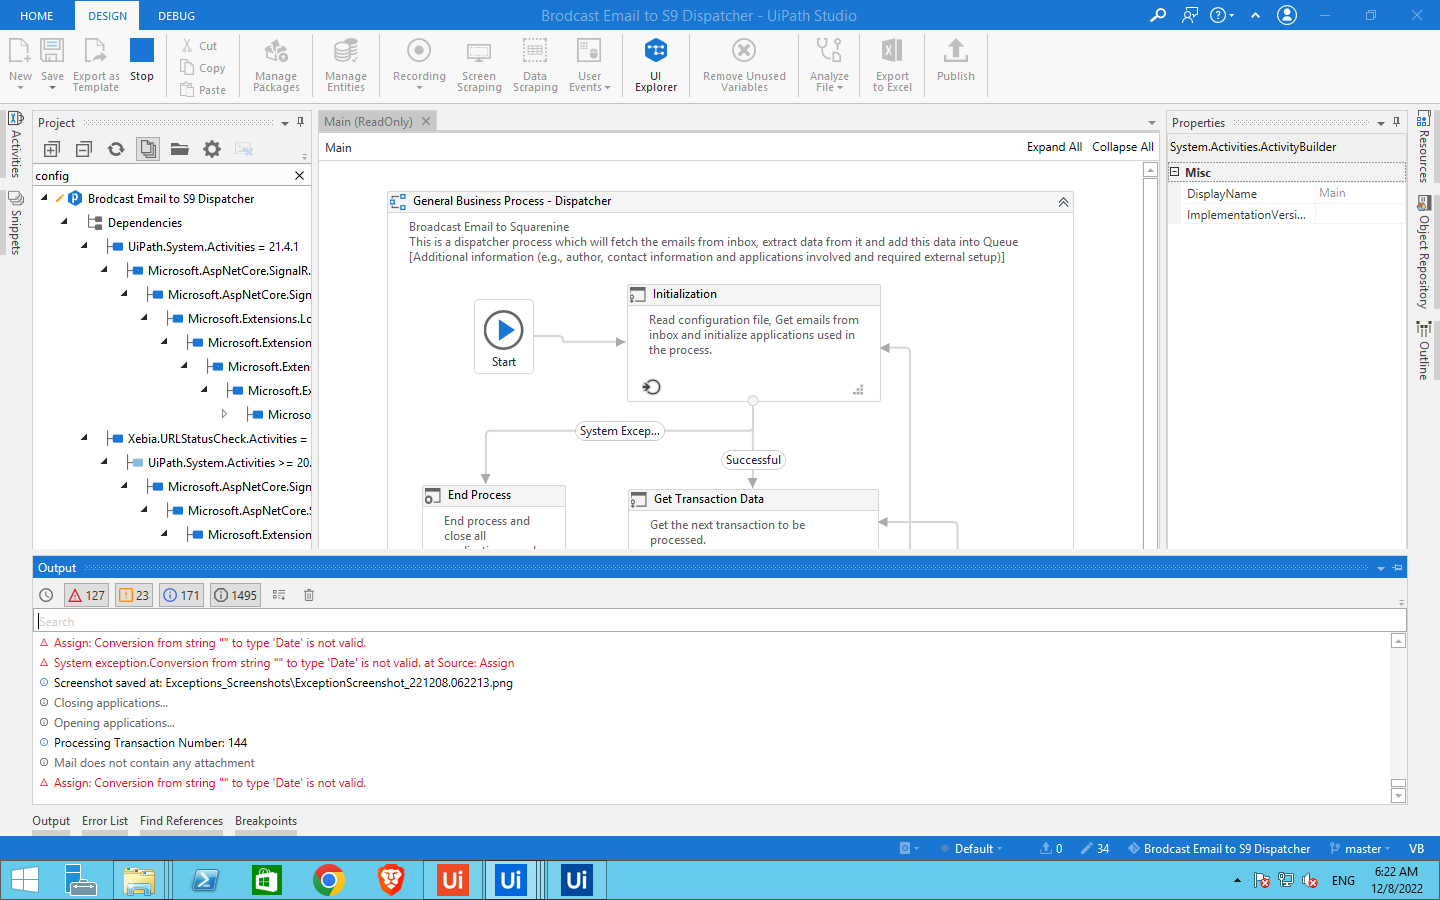 HOME
DESIGN
DEBUG
Brodcast Email to S9 Dispatcher - UiPath Studio
New
Save
Export as
Template
Stop
Cut
Copy
Paste
Manage
Packages
Manage
Entities
Recording
Screen
Scraping
Data
Scraping
User
Events
UI
Explorer
Remove Unused
Variables
Analyze
File
Export
to Excel
Publish
Activities
Snippets
Project
config
Brodcast Email to S9 Dispatcher
Dependencies
UiPath.System.Activities = 21.4.1
Microsoft.AspNetCore.SignalR.
Microsoft.AspNetCore.Sign
Microsoft.Extensions.Lo
Microsoft.Extension
Microsoft.Exten
Microsoft.Ex
Microso
Xebia.URLStatusCheck.Activities =
UiPath.System.Activities >= 20.
Microsoft.AspNetCore.Sign
Microsoft.AspNetCore.S
Microsoft.Extension
Main (ReadOnly)
Main
Expand All
Collapse All
General Business Process - Dispatcher
Broadcast Email to Squarenine
This is a dispatcher process which will fetch the emails from inbox, extract data from it and add this data into Queue
[Additional information (e.g., author, contact information and applications involved and required external setup)]
Start
Initialization
Read configuration file, Get emails from
inbox and initialize applications used in
the process.
System Excep...
Successful
End Process
End process and
close all
Get Transaction Data
Get the next transaction to be
processed.
Properties
System.Activities.ActivityBuilder
Misc
DisplayName
Main
ImplementationVersi...
Resources
Object Repository
Outline
Output
127
23
171
1495
Search
Assign: Conversion from string "" to type 'Date' is not valid.
System exception.Conversion from string "" to type 'Date' is not valid. at Source: Assign
Screenshot saved at: Exceptions_Screenshots\ExceptionScreenshot_221208.062213.png
Closing applications...
Opening applications...
Processing Transaction Number: 144
Mail does not contain any attachment
Assign: Conversion from string "" to type 'Date' is not valid.
Output
Error List
Find References
Breakpoints
Default
0
34
Brodcast Email to S9 Dispatcher
master
VB
Ui
Ui
Ui
ENG
6:22 AM
12/8/2022